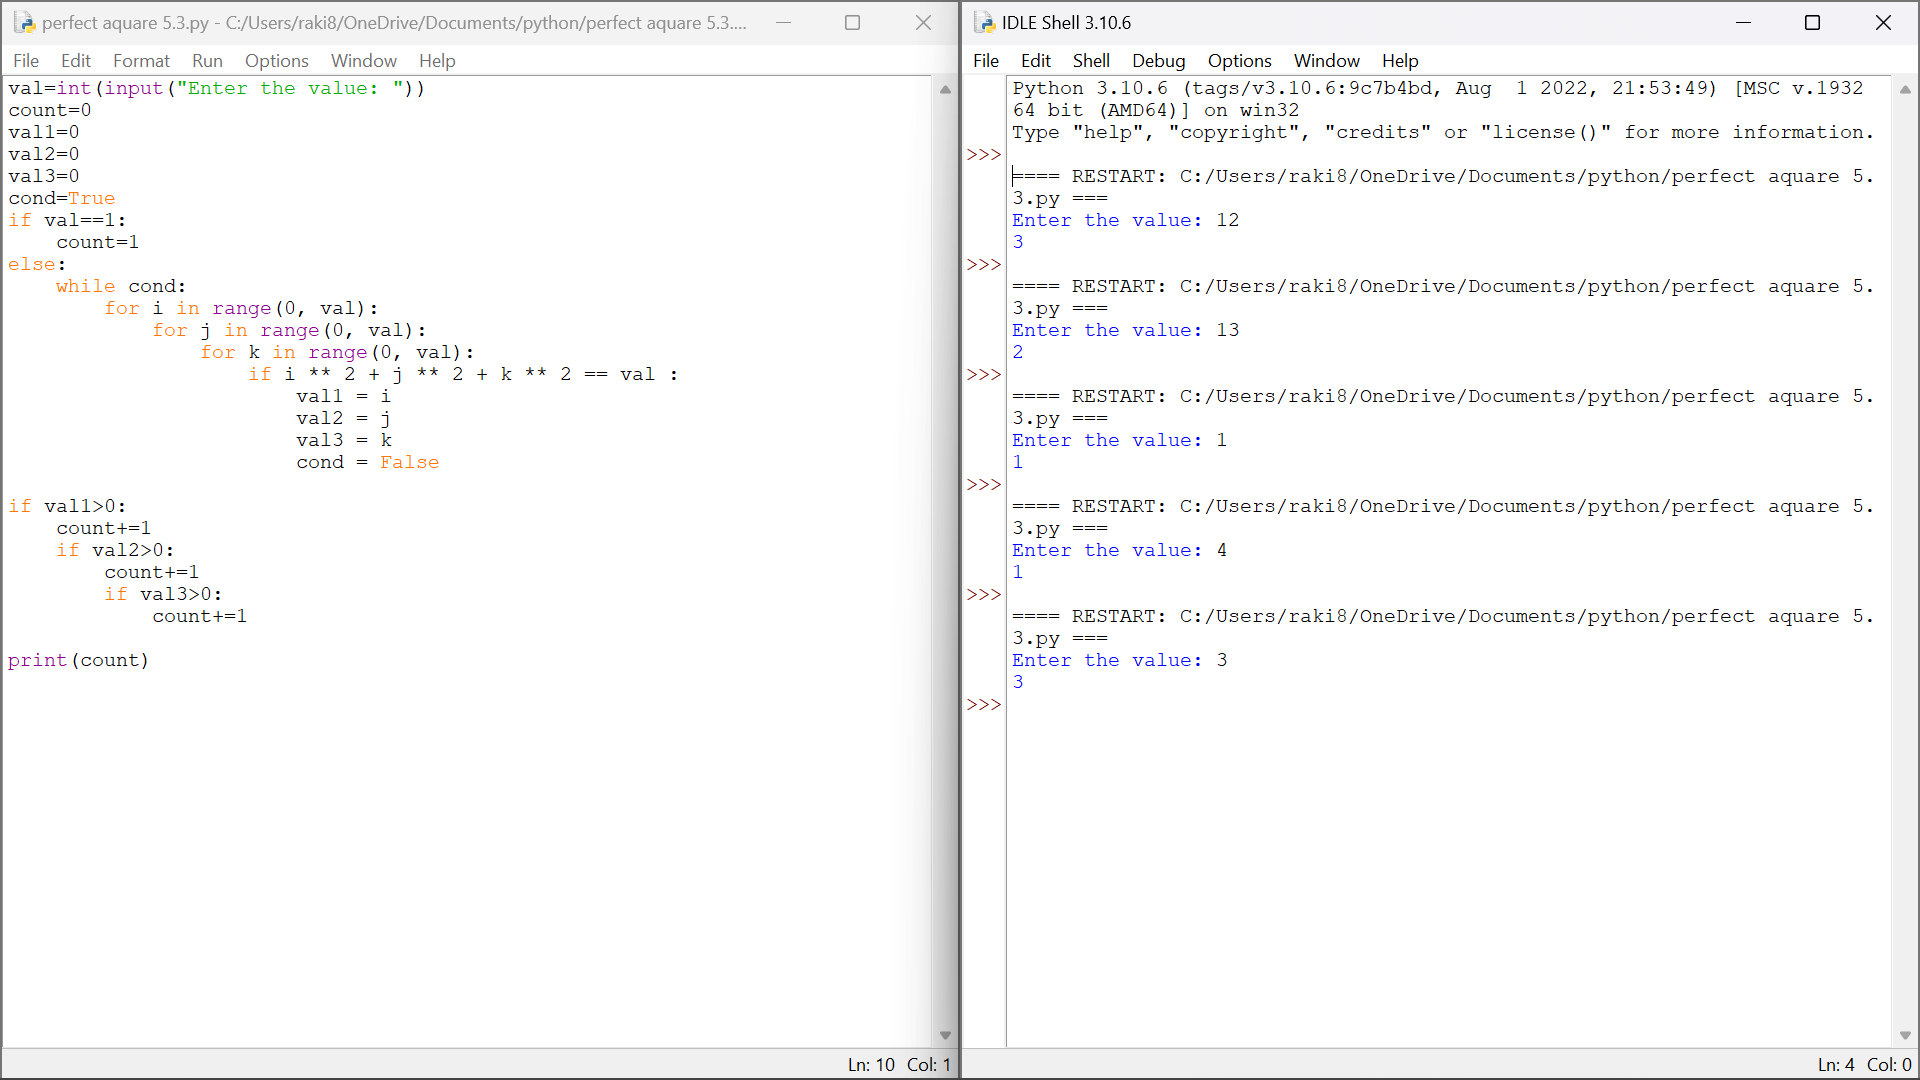 perfect aquare 5.3.py - C:/Users/raki8/OneDrive/Documents/python/perfect aquare 5.3....
File Edit Format Run Options Window Help
val=int(input("Enter the value: "))
count=0
val1=0
val2=0
val3=0
cond=True
if val==1:
    count=1
else:
    while cond:
        for i in range(0, val):
            for j in range(0, val):
                for k in range(0, val):
                    if i ** 2 + j ** 2 + k ** 2 == val :
                        val1 = i
                        val2 = j
                        val3 = k
                        cond = False
if val1>0:
    count+=1
    if val2>0:
        count+=1
        if val3>0:
            count+=1
print(count)
Ln: 10 Col: 1
IDLE Shell 3.10.6
File Edit Shell Debug Options Window Help
Python 3.10.6 (tags/v3.10.6:9c7b4bd, Aug  1 2022, 21:53:49) [MSC v.1932
64 bit (AMD64)] on win32
Type "help", "copyright", "credits" or "license()" for more information.
>>>
==== RESTART: C:/Users/raki8/OneDrive/Documents/python/perfect aquare 5.
3.py ===
Enter the value: 12
3
>>>
==== RESTART: C:/Users/raki8/OneDrive/Documents/python/perfect aquare 5.
3.py ===
Enter the value: 13
2
>>>
==== RESTART: C:/Users/raki8/OneDrive/Documents/python/perfect aquare 5.
3.py ===
Enter the value: 1
1
>>>
==== RESTART: C:/Users/raki8/OneDrive/Documents/python/perfect aquare 5.
3.py ===
Enter the value: 4
1
>>>
==== RESTART: C:/Users/raki8/OneDrive/Documents/python/perfect aquare 5.
3.py ===
Enter the value: 3
3
>>>
Ln: 4 Col: 0